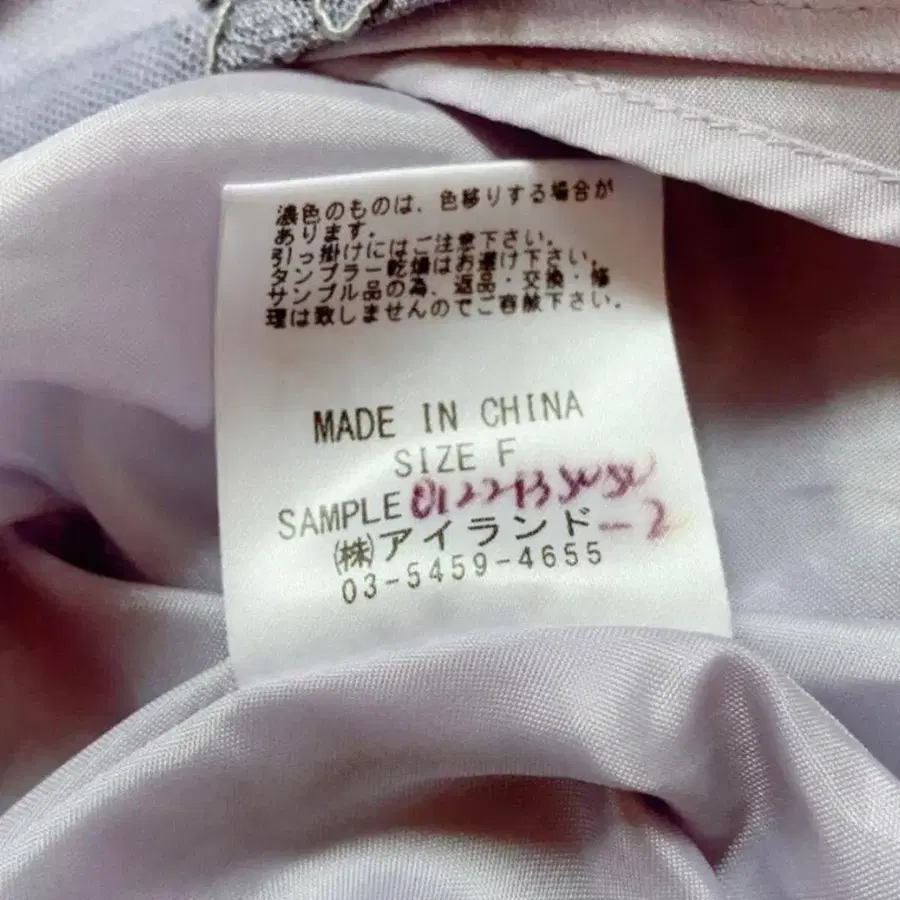 濃色のものは、色移りする場合が
あります。
引っ掛けにはご注意下さい。
タンブラー乾燥はお避け下さい。
サンプル品の為、返品・交換・修
理は致しませんのでご容赦下さい。
MADE IN CHINA
SIZE F
SAMPLE
(株)アイランド -2
03-5459-4655